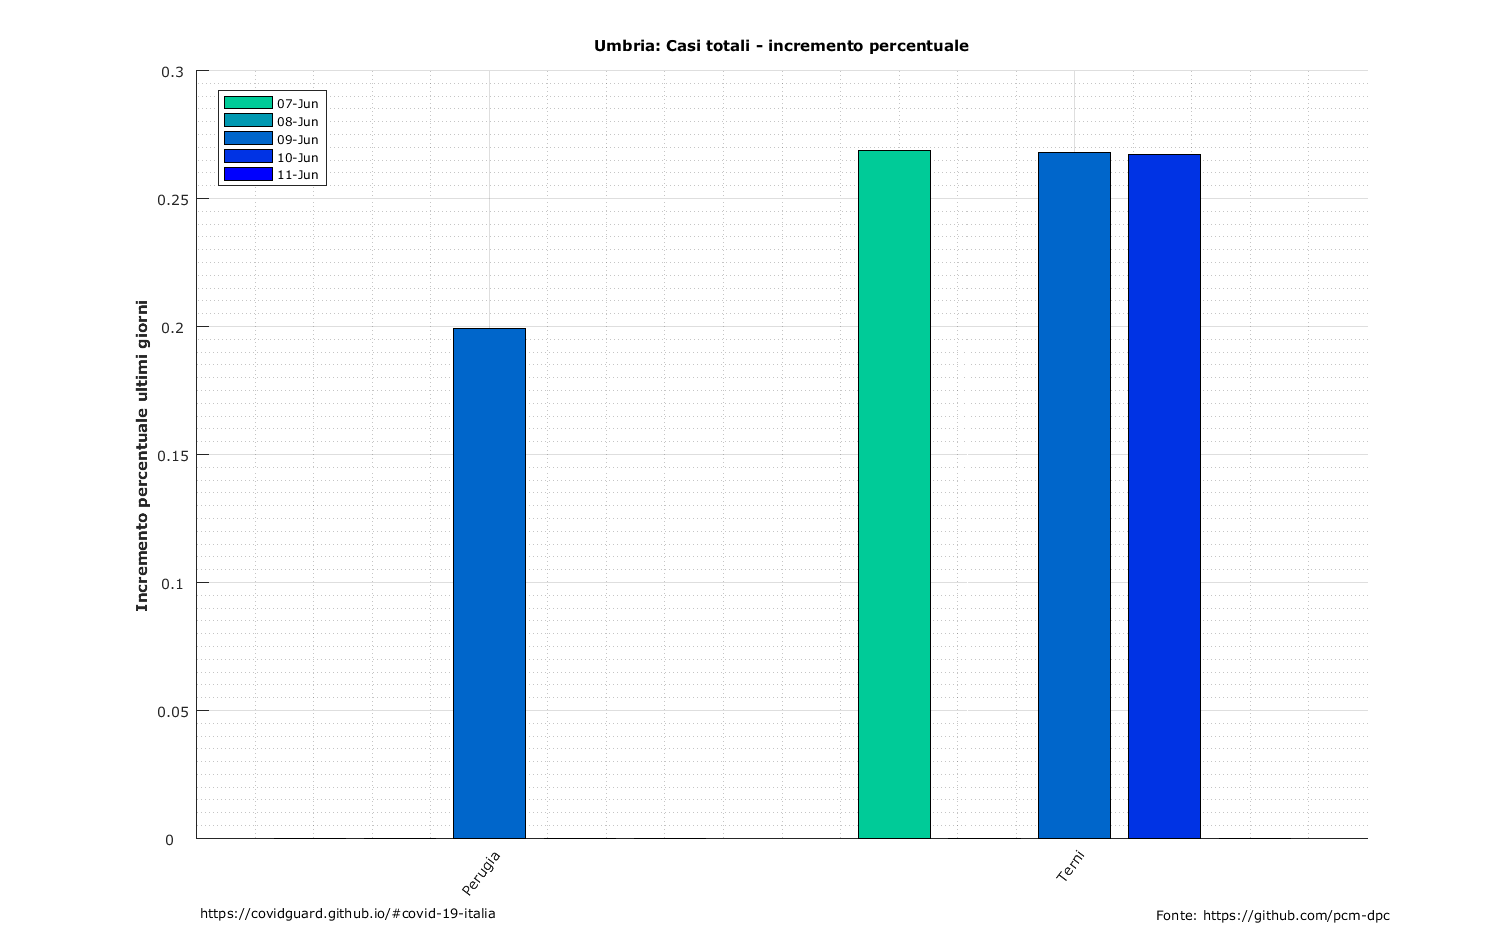 Umbria: Casi totali - incremento percentuale
0.3
0.25
0.2
0.15
0.1
0.05
0
Incremento percentuale ultimi giorni
07-Jun
08-Jun
09-Jun
10-Jun
11-Jun
Perugia
Terni
https://covidguard.github.io/#covid-19-italia
Fonte: https://github.com/pcm-dpc